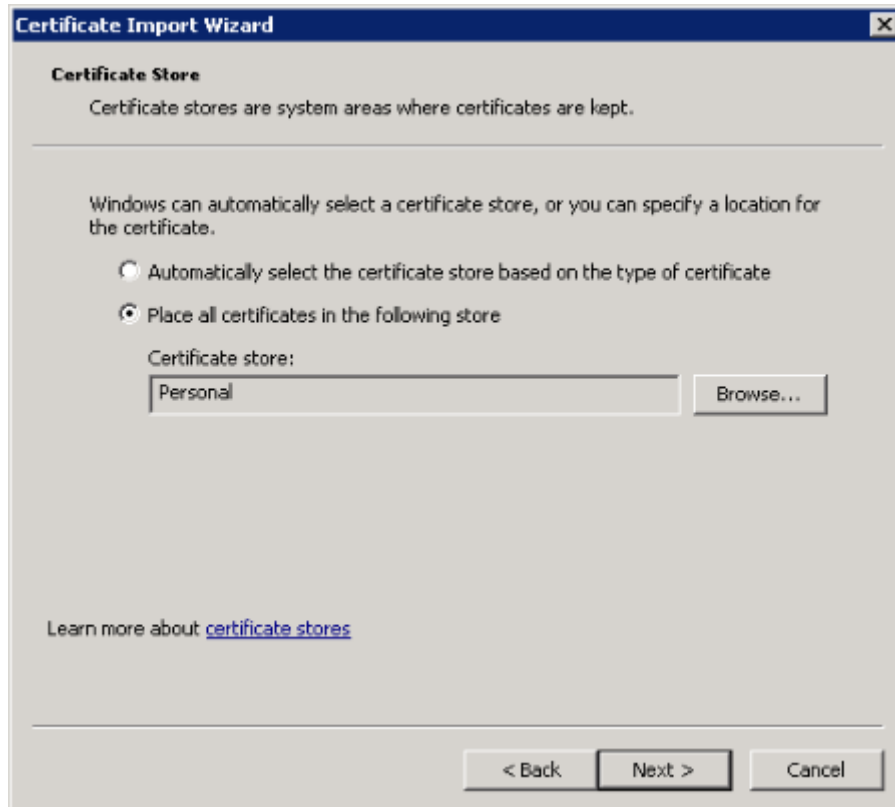 Certificate Import Wizard
Certificate Store
Certificate stores are system areas where certificates are kept.
Windows can automatically select a certificate store, or you can specify a location for
the certificate.
Automatically select the certificate store based on the type of certificate
Place all certificates in the following store
Certificate store:
Personal
Browse...
Learn more about certificate stores
< Back
Next >
Cancel